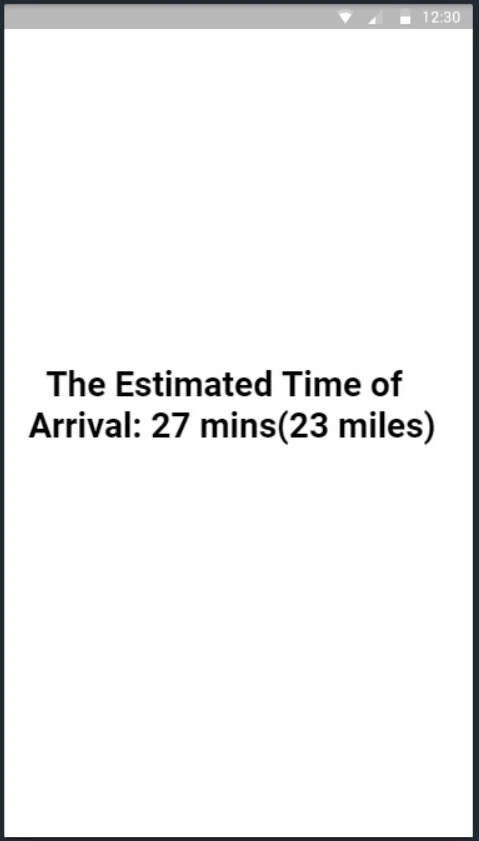 12:30
The Estimated Time of
Arrival: 27 mins(23 miles)